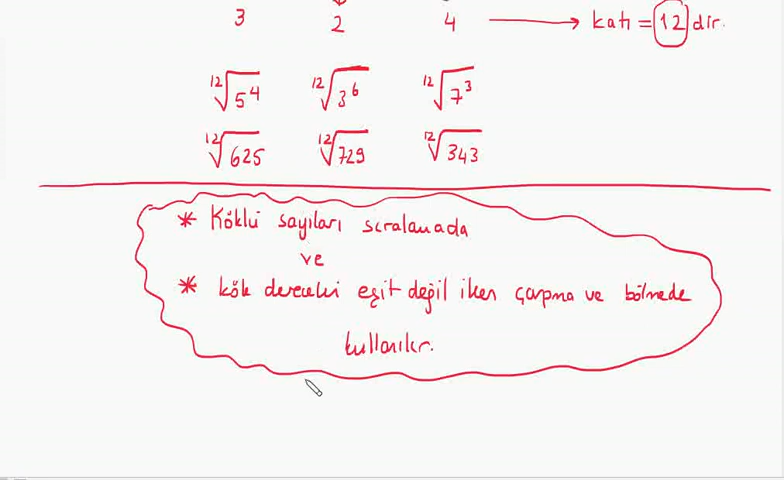 3 2 4 → katı = 12 dir.
¹²√5⁴ ¹²√3⁶ ¹²√7³
¹²√625 ¹²√729 ¹²√343
* Köklü sayıları sıralamada
ve
* kök dereceleri eşit değil iken çarpma ve bölmede
kullanılır.